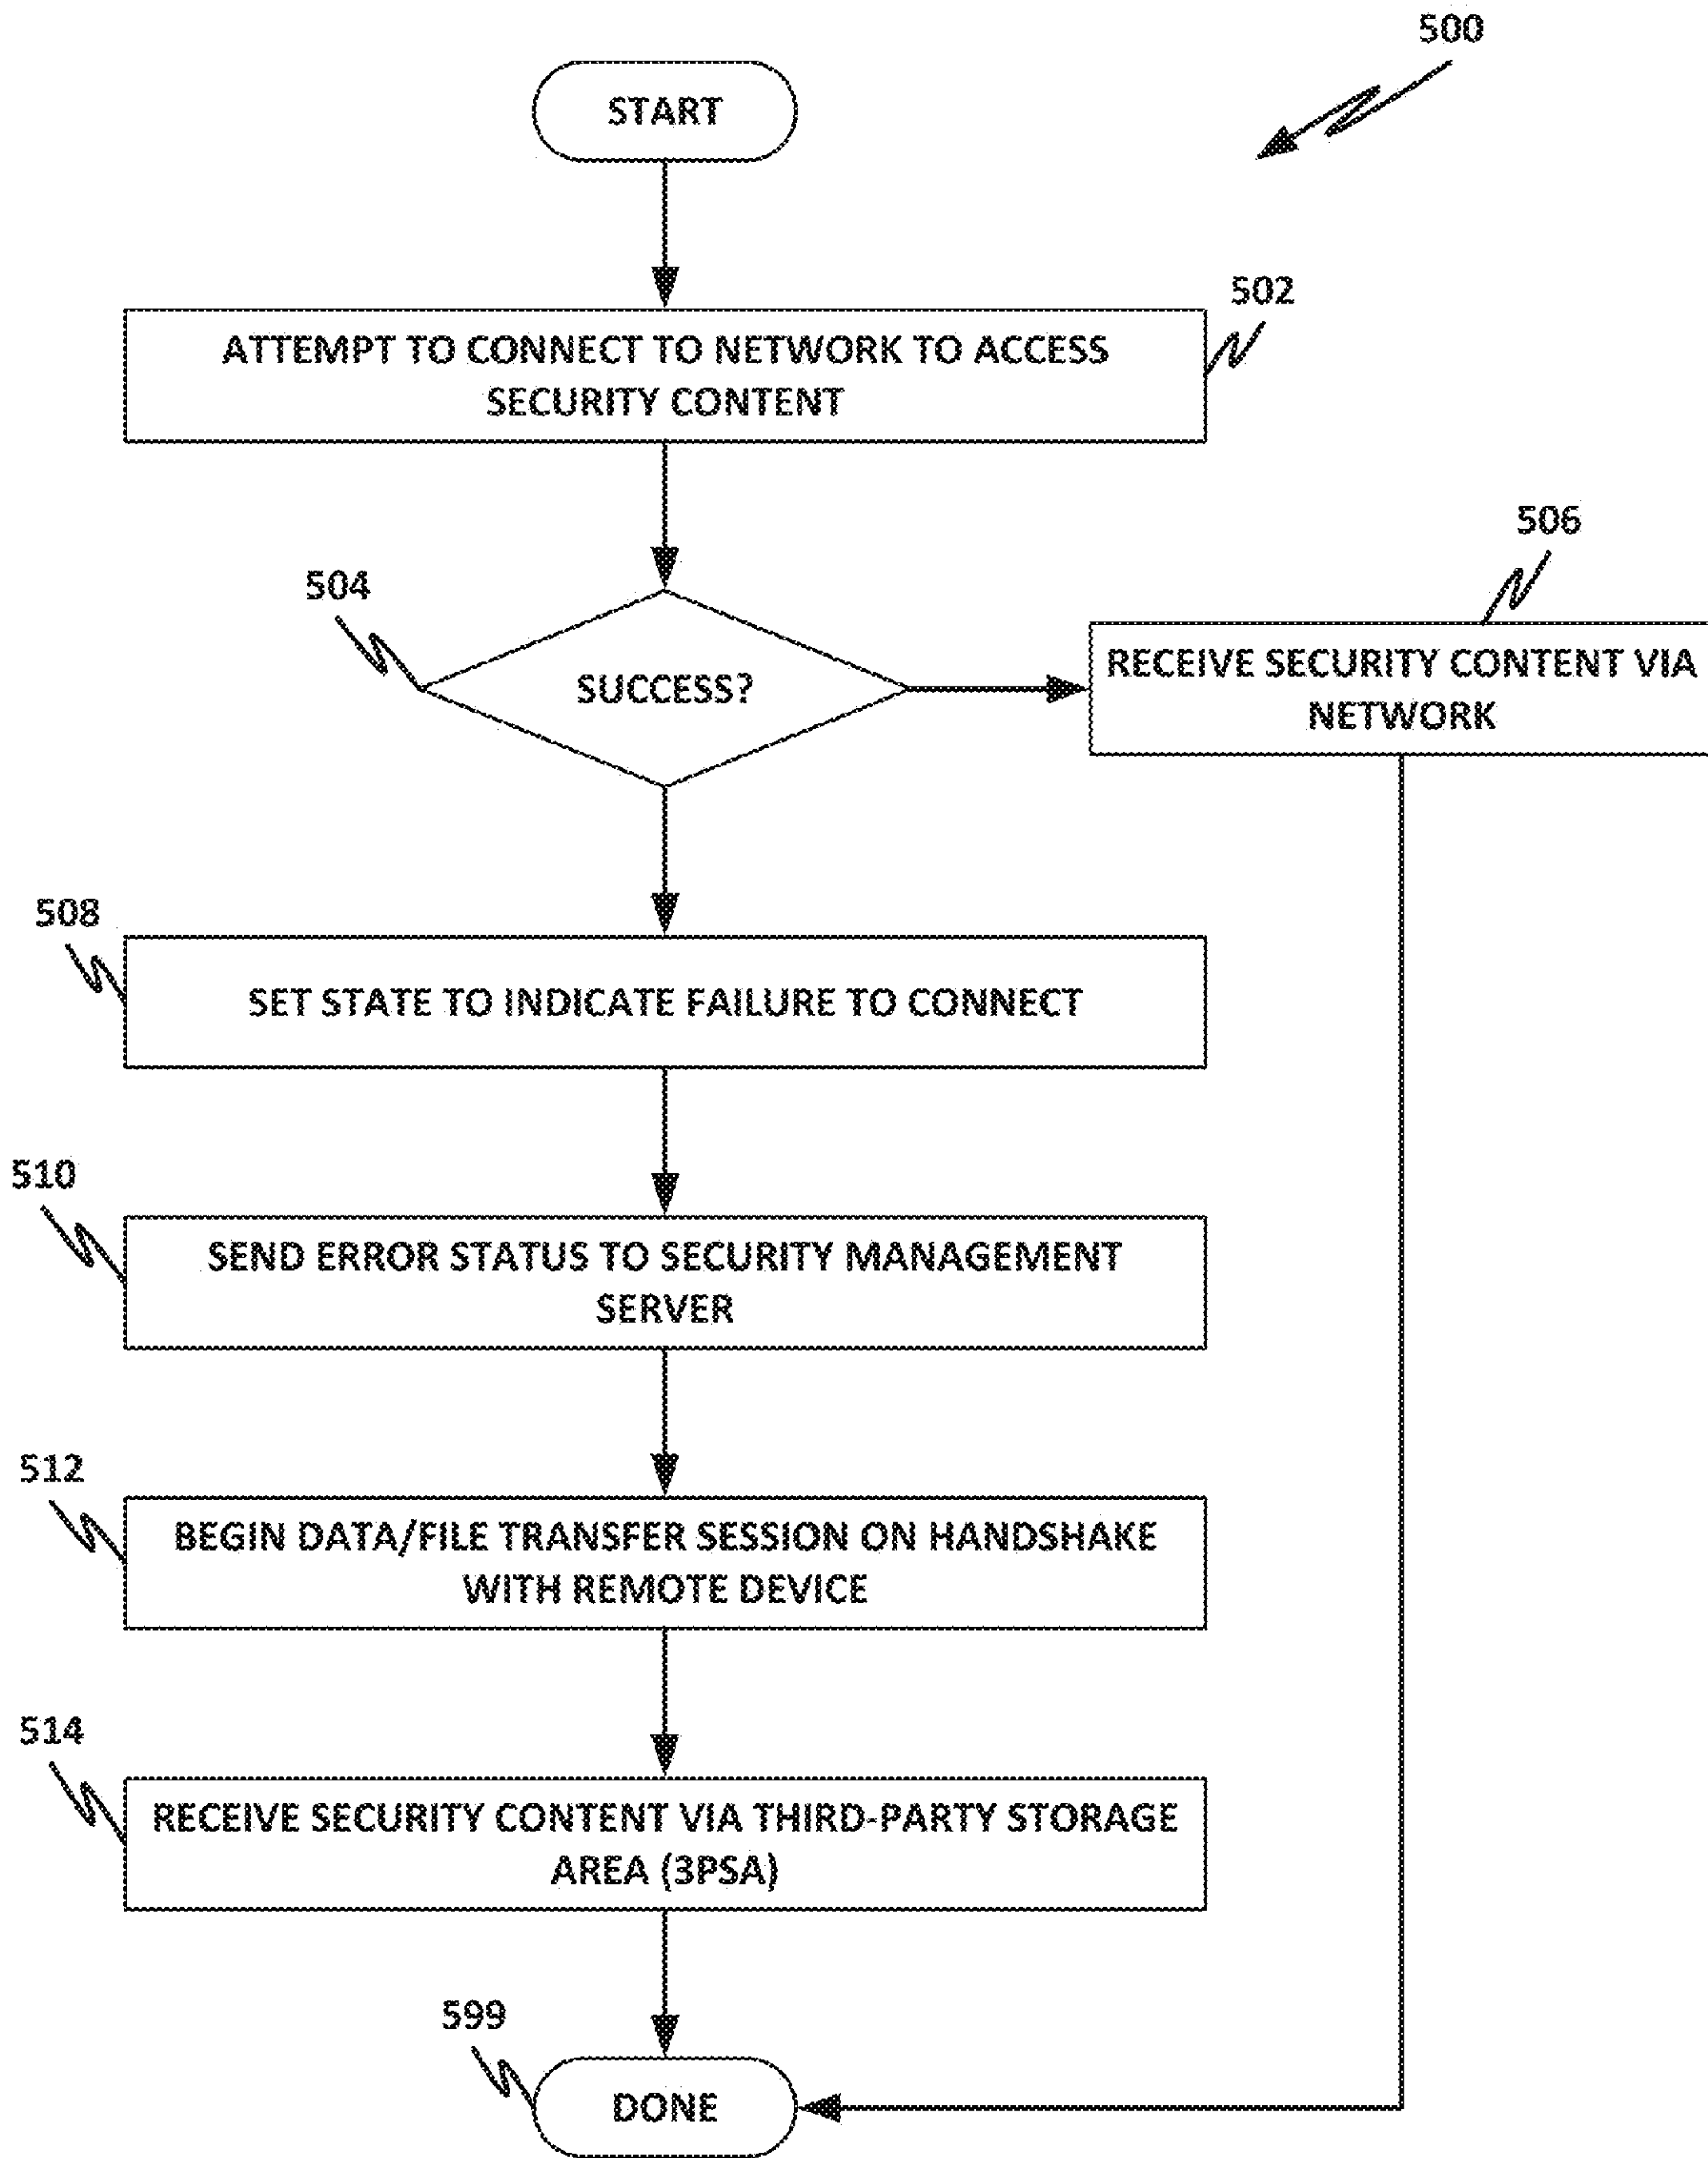 500
START
502
ATTEMPT TO CONNECT TO NETWORK TO ACCESS
SECURITY CONTENT
506
504
SUCCESS?
RECEIVE SECURITY CONTENT VIA
NETWORK
508
SET STATE TO INDICATE FAILURE TO CONNECT
510
SEND ERROR STATUS TO SECURITY MANAGEMENT
SERVER
512
BEGIN DATA/FILE TRANSFER SESSION ON HANDSHAKE
WITH REMOTE DEVICE
514
RECEIVE SECURITY CONTENT VIA THIRD-PARTY STORAGE
AREA (3PSA)
599
DONE